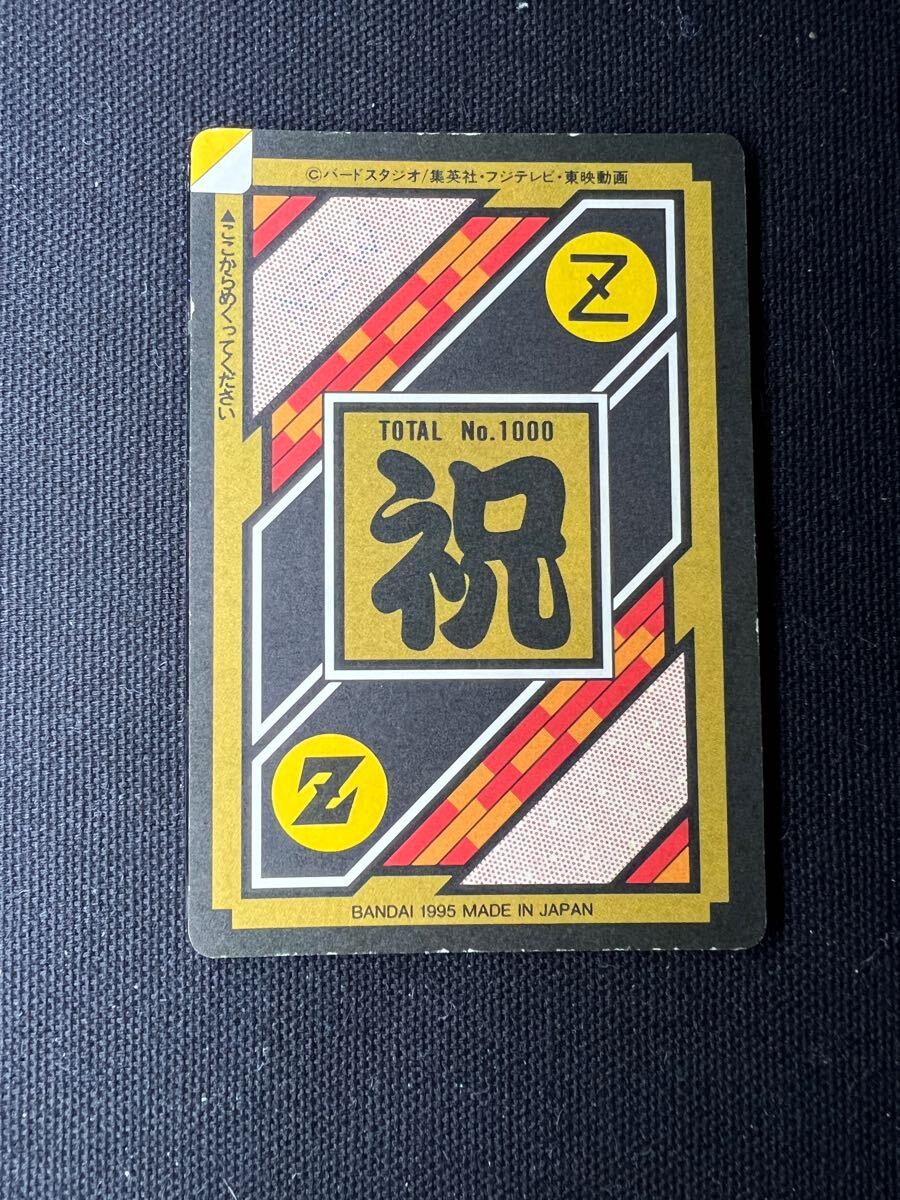 ©バードスタジオ/集英社・フジテレビ・東映動画
▲ここからめくってください
Z
TOTAL No.1000
祝
Z
BANDAI 1995 MADE IN JAPAN